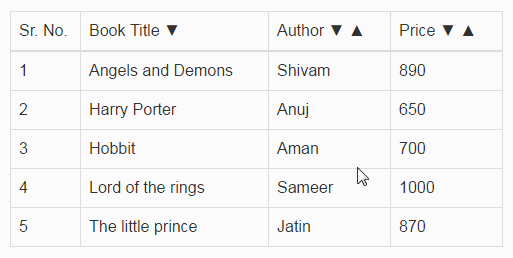 Sr. No. Book Title ▼ Author ▼ ▲ Price ▼ ▲
1 Angels and Demons Shivam 890
2 Harry Porter Anuj 650
3 Hobbit Aman 700
4 Lord of the rings Sameer 1000
5 The little prince Jatin 870